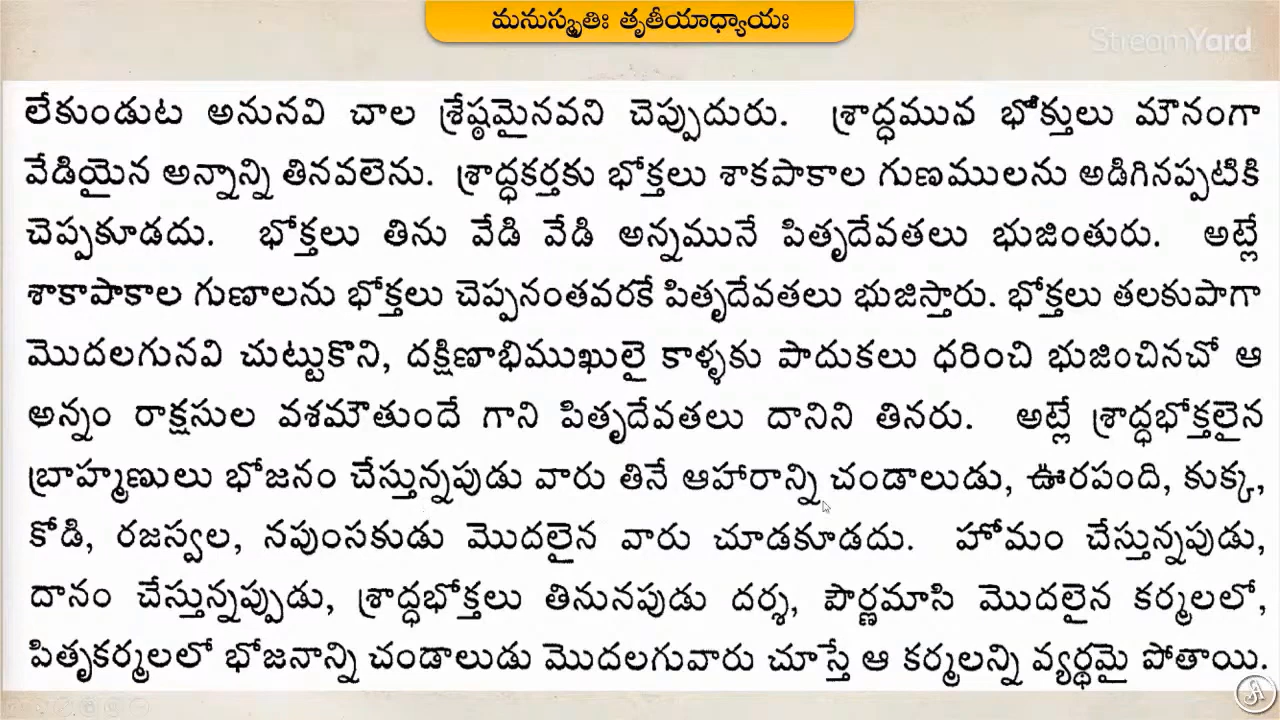 మనుస్మృతిః తృతీయాధ్యాయః
StreamYard
లేకుండుట అనునవి చాల శ్రేష్ఠమైనవని చెప్పుదురు. శ్రాద్ధమున భోక్తులు మౌనంగా
వేడియైన అన్నాన్ని తినవలెను. శ్రాద్ధకర్తకు భోక్తలు శాకపాకాల గుణములను అడిగినప్పటికి
చెప్పకూడదు. భోక్తలు తిను వేడి వేడి అన్నమునే పితృదేవతలు భుజింతురు. అట్లే
శాకాపాకాల గుణాలను భోక్తలు చెప్పనంతవరకే పితృదేవతలు భుజిస్తారు. భోక్తలు తలకుపాగా
మొదలగునవి చుట్టుకొని, దక్షిణాభిముఖులై కాళ్ళకు పాదుకలు ధరించి భుజించినచో ఆ
అన్నం రాక్షసుల వశమౌతుందే గాని పితృదేవతలు దానిని తినరు. అట్లే శ్రాద్ధభోక్తలైన
బ్రాహ్మణులు భోజనం చేస్తున్నపుడు వారు తినే ఆహారాన్ని చండాలుడు, ఊరపంది, కుక్క,
కోడి, రజస్వల, నపుంసకుడు మొదలైన వారు చూడకూడదు. హోమం చేస్తున్నపుడు,
దానం చేస్తున్నప్పుడు, శ్రాద్ధభోక్తలు తినునపుడు దర్శ, పౌర్ణమాసి మొదలైన కర్మలలో,
పితృకర్మలలో భోజనాన్ని చండాలుడు మొదలగువారు చూస్తే ఆ కర్మలన్ని వ్యర్థమై పోతాయి.